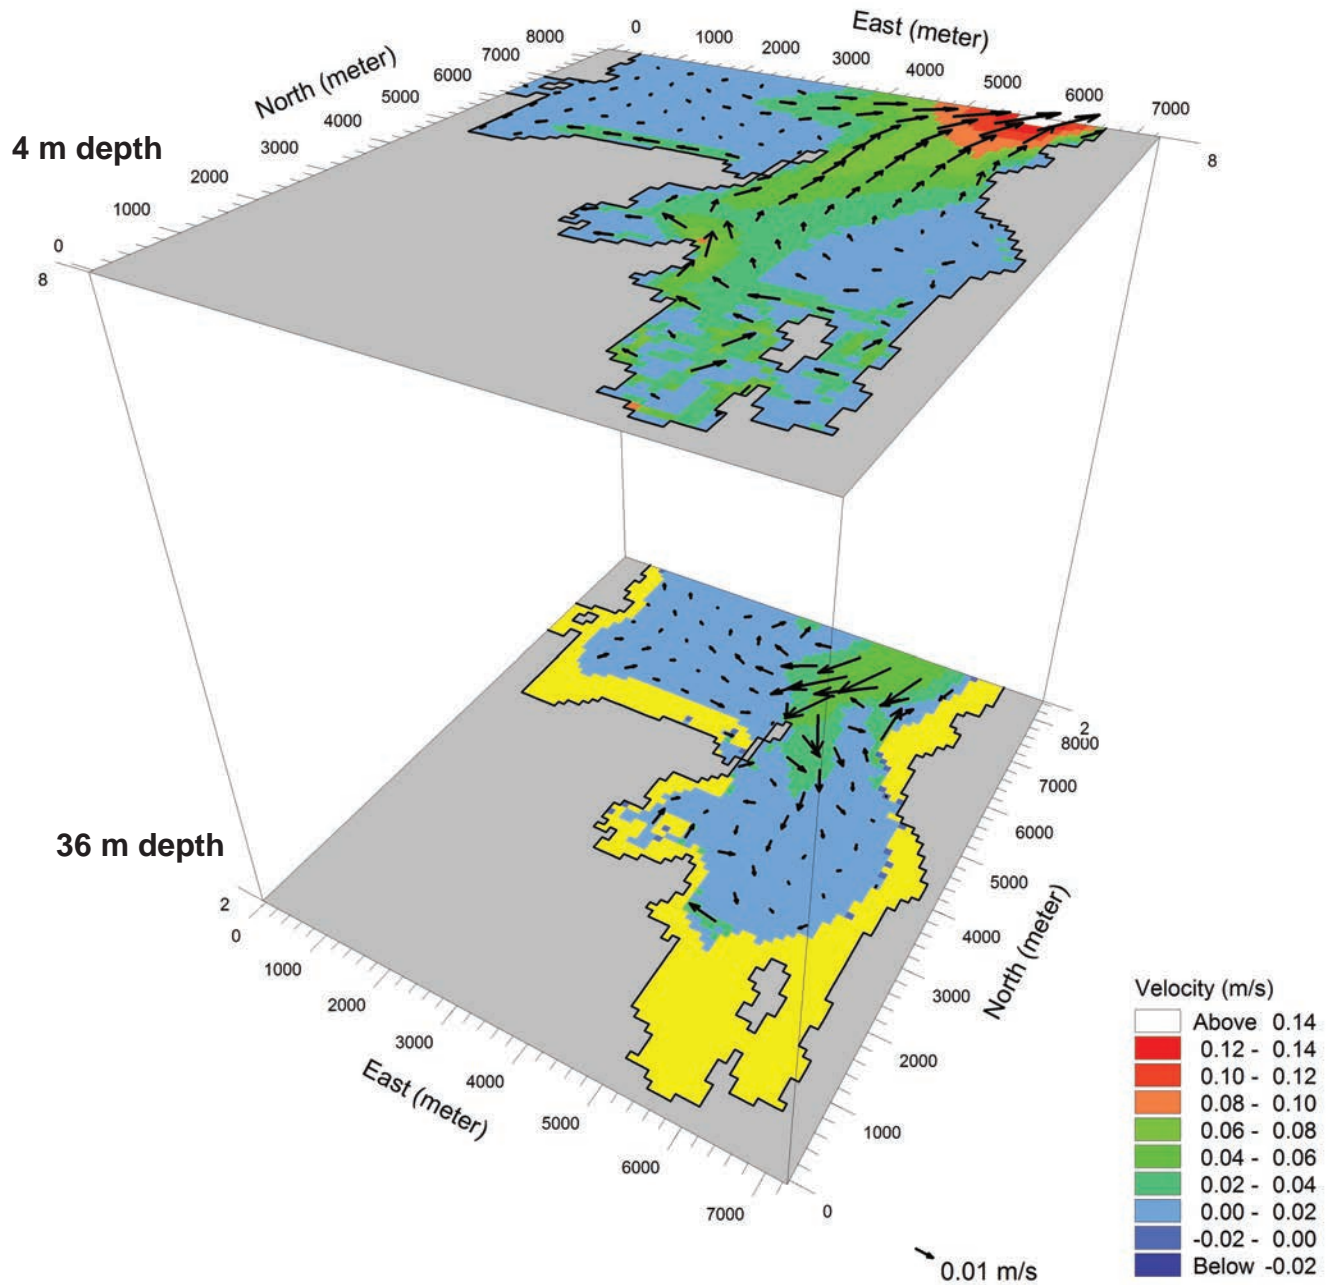 East (meter)
0
1000
2000
3000
4000
5000
6000
7000
8
North (meter)
8000
7000
6000
5000
4000
3000
2000
1000
0
8
4 m depth
36 m depth
2
0
1000
2000
3000
4000
5000
6000
7000
East (meter)
2
8000
7000
6000
5000
4000
3000
2000
1000
0
North (meter)
0.01 m/s
Velocity (m/s)
Above 0.14
0.12 - 0.14
0.10 - 0.12
0.08 - 0.10
0.06 - 0.08
0.04 - 0.06
0.02 - 0.04
0.00 - 0.02
-0.02 - 0.00
Below -0.02